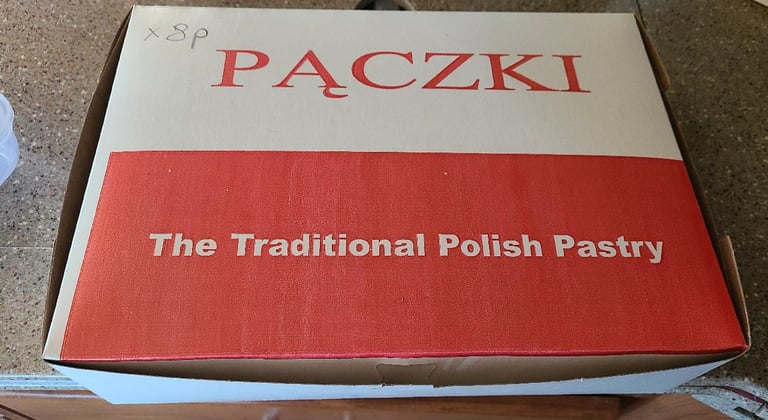 x8p
PĄCZKI
The Traditional Polish Pastry